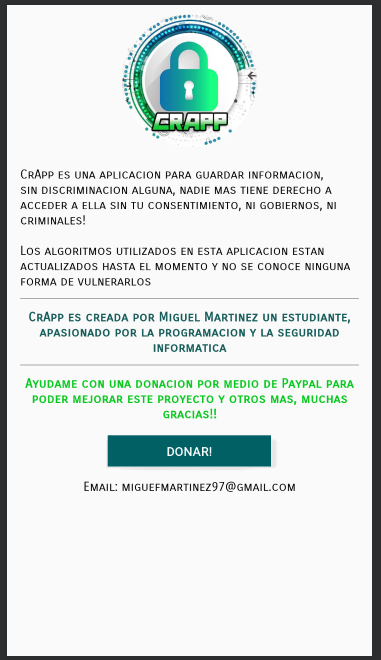 CRAPP
CrApp es una aplicacion para guardar informacion,
sin discriminacion alguna, nadie mas tiene derecho a
acceder a ella sin tu consentimiento, ni gobiernos, ni
criminales!
Los algoritmos utilizados en esta aplicacion estan
actualizados hasta el momento y no se conoce ninguna
forma de vulnerarlos
CrApp es creada por Miguel Martinez un estudiante,
apasionado por la programacion y la seguridad
informatica
Ayudame con una donacion por medio de Paypal para
poder mejorar este proyecto y otros mas, muchas
gracias!!
DONAR!
Email: miguefmartinez97@gmail.com